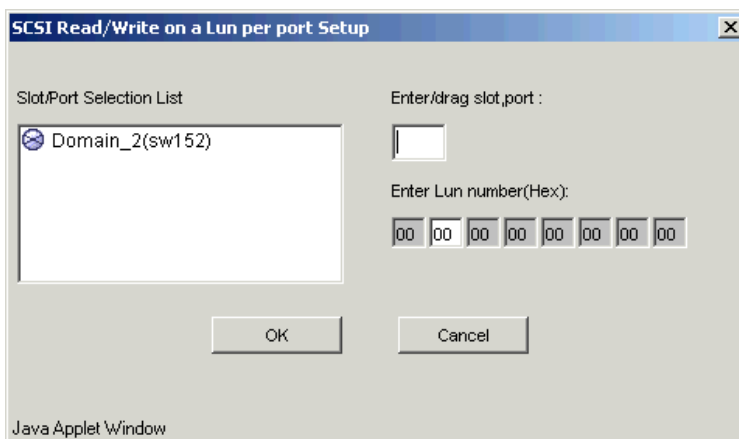 SCSI Read/Write on a Lun per port Setup
Slot/Port Selection List
Enter/drag slot,port :
Domain_2(sw152)
Enter Lun number(Hex):
00 00 00 00 00 00 00 00
OK
Cancel
Java Applet Window